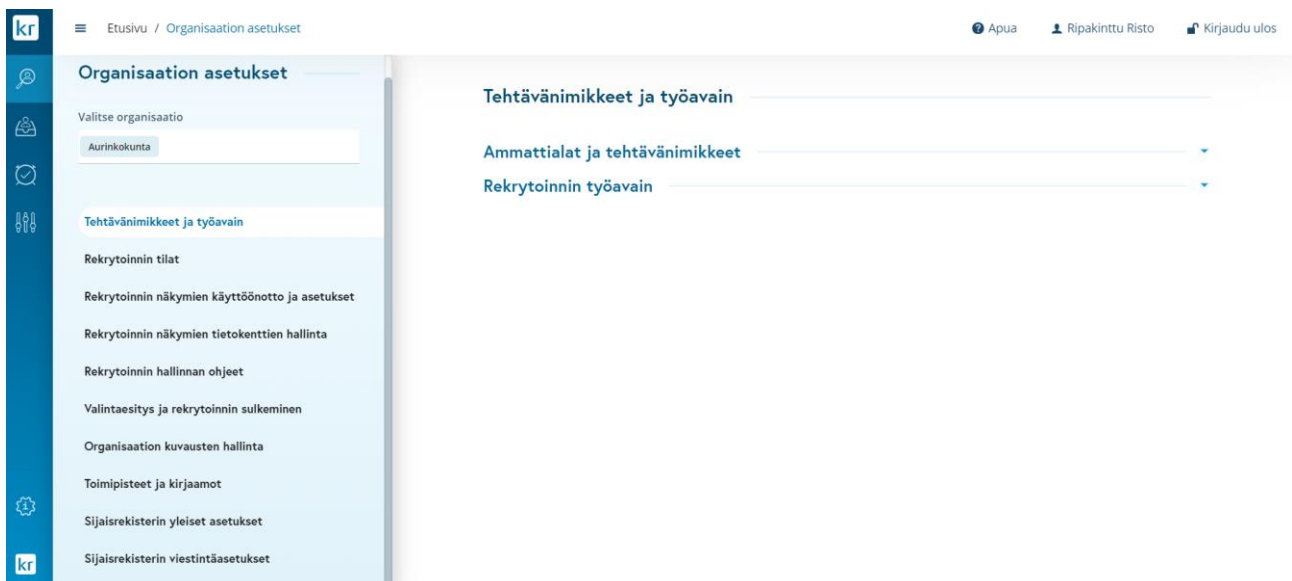 kr
Etusivu / Organisaation asetukset
Apua
Ripakinttu Risto
Kirjaudu ulos
Organisaation asetukset
Valitse organisaatio
Aurinkokunta
Tehtävänimikkeet ja työavain
Rekrytoinnin tilat
Rekrytoinnin näkymien käyttöönotto ja asetukset
Rekrytoinnin näkymien tietokenttien hallinta
Rekrytoinnin hallinnan ohjeet
Valintaesitys ja rekrytoinnin sulkeminen
Organisaation kuvausten hallinta
Toimipisteet ja kirjaamot
Sijaisrekisterin yleiset asetukset
Sijaisrekisterin viestintäasetukset
kr
Tehtävänimikkeet ja työavain
Ammattialat ja tehtävänimikkeet
Rekrytoinnin työavain